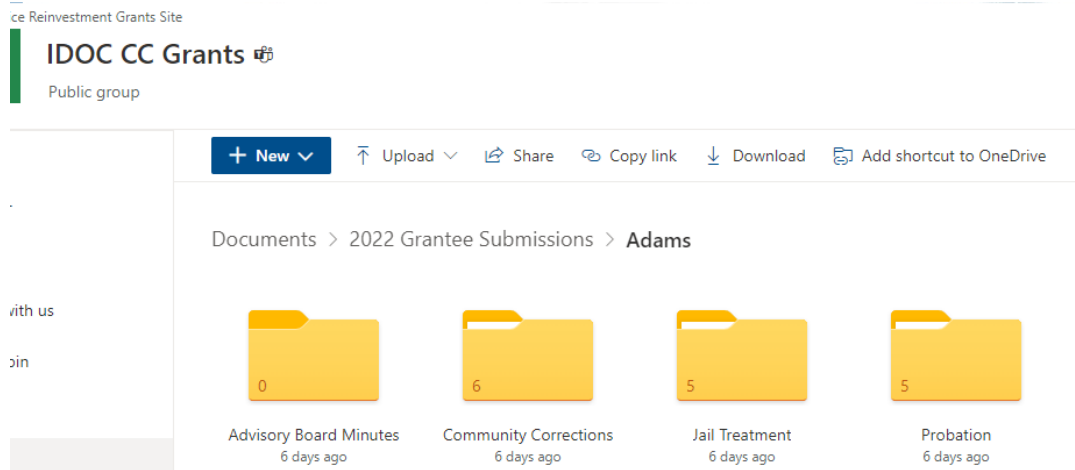 ce Reinvestment Grants Site
IDOC CC Grants
Public group
+ New Upload Share Copy link Download Add shortcut to OneDrive
Documents > 2022 Grantee Submissions > Adams
with us
0 6 5 5
Advisory Board Minutes Community Corrections Jail Treatment Probation
6 days ago 6 days ago 6 days ago 6 days ago